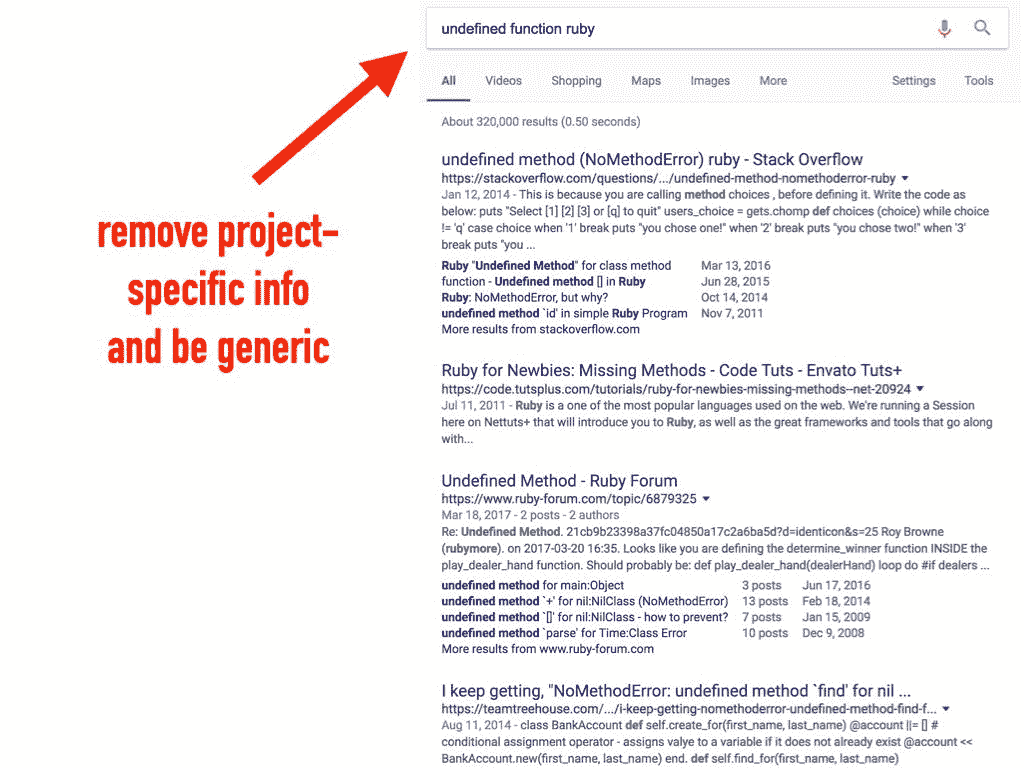 undefined function ruby
All Videos Shopping Maps Images More Settings Tools
About 320,000 results (0.50 seconds)
remove project-
specific info
and be generic
undefined method (NoMethodError) ruby - Stack Overflow
https://stackoverflow.com/questions/.../undefined-method-nomethoderror-ruby
Jan 12, 2014 - This is because you are calling method choices , before defining it. Write the code as
below: puts "Select [1] [2] [3] or [q] to quit" users_choice = gets.chomp def choices (choice) while choice
!= 'q' case choice when '1' break puts "you chose one!" when '2' break puts "you chose two!" when '3'
break puts "you ...
Ruby "Undefined Method" for class method Mar 13, 2016
function - Undefined method [] in Ruby Jun 28, 2015
Ruby: NoMethodError, but why? Oct 14, 2014
undefined method `id' in simple Ruby Program Nov 7, 2011
More results from stackoverflow.com
Ruby for Newbies: Missing Methods - Code Tuts - Envato Tuts+
https://code.tutsplus.com/tutorials/ruby-for-newbies-missing-methods--net-20924
Jul 11, 2011 - Ruby is a one of the most popular languages used on the web. We're running a Session
here on Nettuts+ that will introduce you to Ruby, as well as the great frameworks and tools that go along
with...
Undefined Method - Ruby Forum
https://www.ruby-forum.com/topic/6879325
Mar 18, 2017 - 2 posts - 2 authors
Re: Undefined Method. 21cb9b23398a37fc04850a17c2a6ba5d?d=identicon&s=25 Roy Browne
(rubymore). on 2017-03-20 16:35. Looks like you are defining the determine_winner function INSIDE the
play_dealer_hand function. Should probably be: def play_dealer_hand(dealerHand) loop do #if dealers ...
undefined method for main:Object 3 posts Jun 17, 2016
undefined method `+' for nil:NilClass (NoMethodError) 13 posts Feb 18, 2014
undefined method `[]' for nil:NilClass - how to prevent? 7 posts Jan 15, 2009
undefined method `parse' for Time:Class Error 10 posts Dec 9, 2008
More results from www.ruby-forum.com
I keep getting, "NoMethodError: undefined method `find' for nil ...
https://teamtreehouse.com/.../i-keep-getting-nomethoderror-undefined-method-find-f...
Aug 11, 2014 - class BankAccount def self.create_for(first_name, last_name) @account ||= [] #
conditional assignment operator - assigns valye to a variable if it does not already exist @account <<
BankAccount.new(first_name, last_name) end. def self.find_for(first_name, last_name)